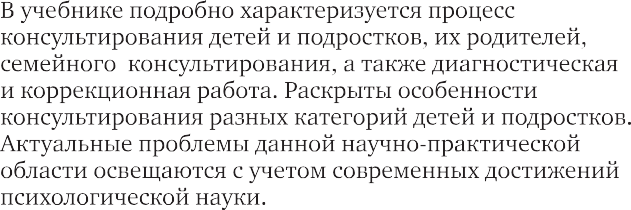 В учебнике подробно характеризуется процесс
консультирования детей и подростков, их родителей,
семейного консультирования, а также диагностическая
и коррекционная работа. Раскрыты особенности
консультирования разных категорий детей и подростков.
Актуальные проблемы данной научно-практической
области освещаются с учетом современных достижений
психологической науки.